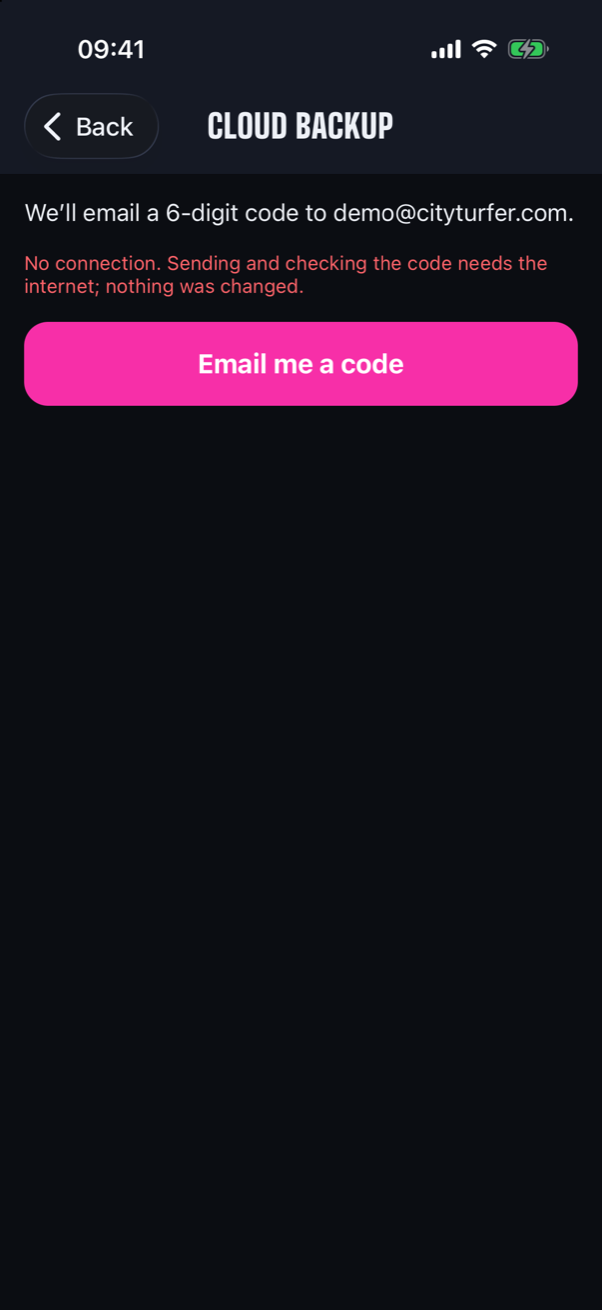 09:41
Back
CLOUD BACKUP
We’ll email a 6-digit code to demo@cityturfer.com.
No connection. Sending and checking the code needs the
internet; nothing was changed.
Email me a code